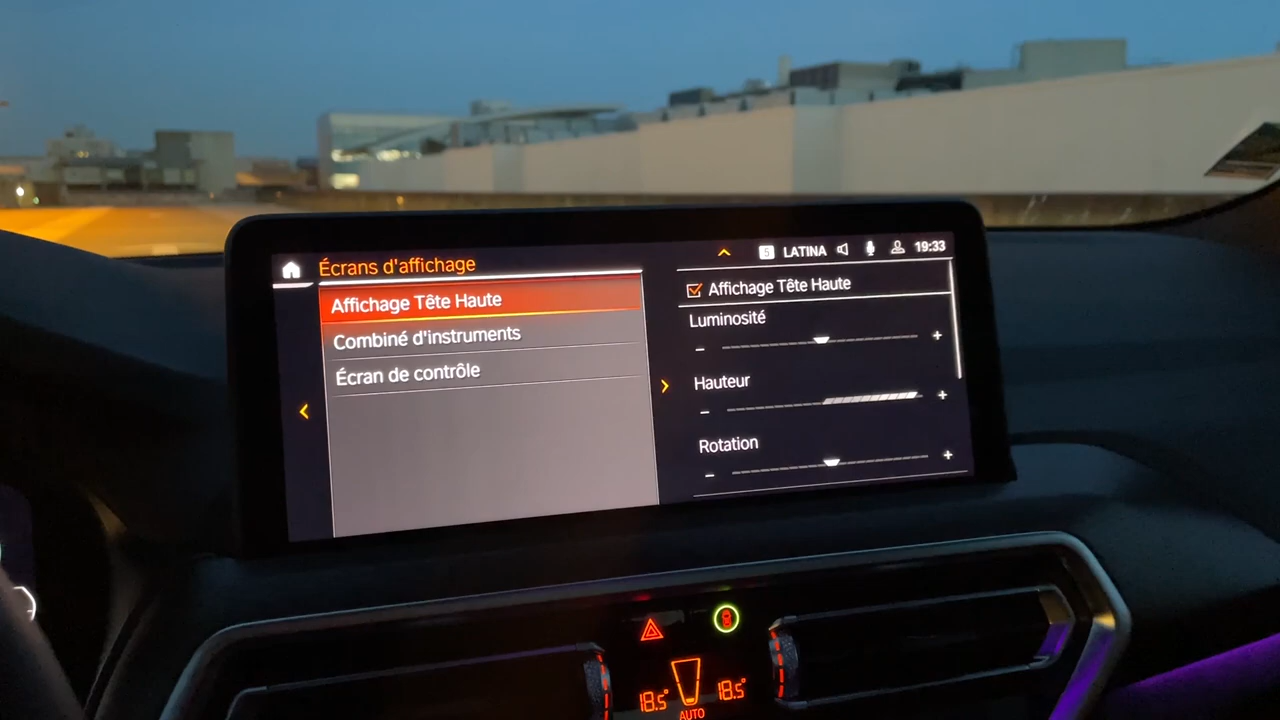 Écrans d'affichage
5 LATINA 19:33
Affichage Tête Haute
Combiné d'instruments
Écran de contrôle
Affichage Tête Haute
Luminosité
- +
Hauteur
- +
Rotation
- +
18.5° 18.5°
AUTO